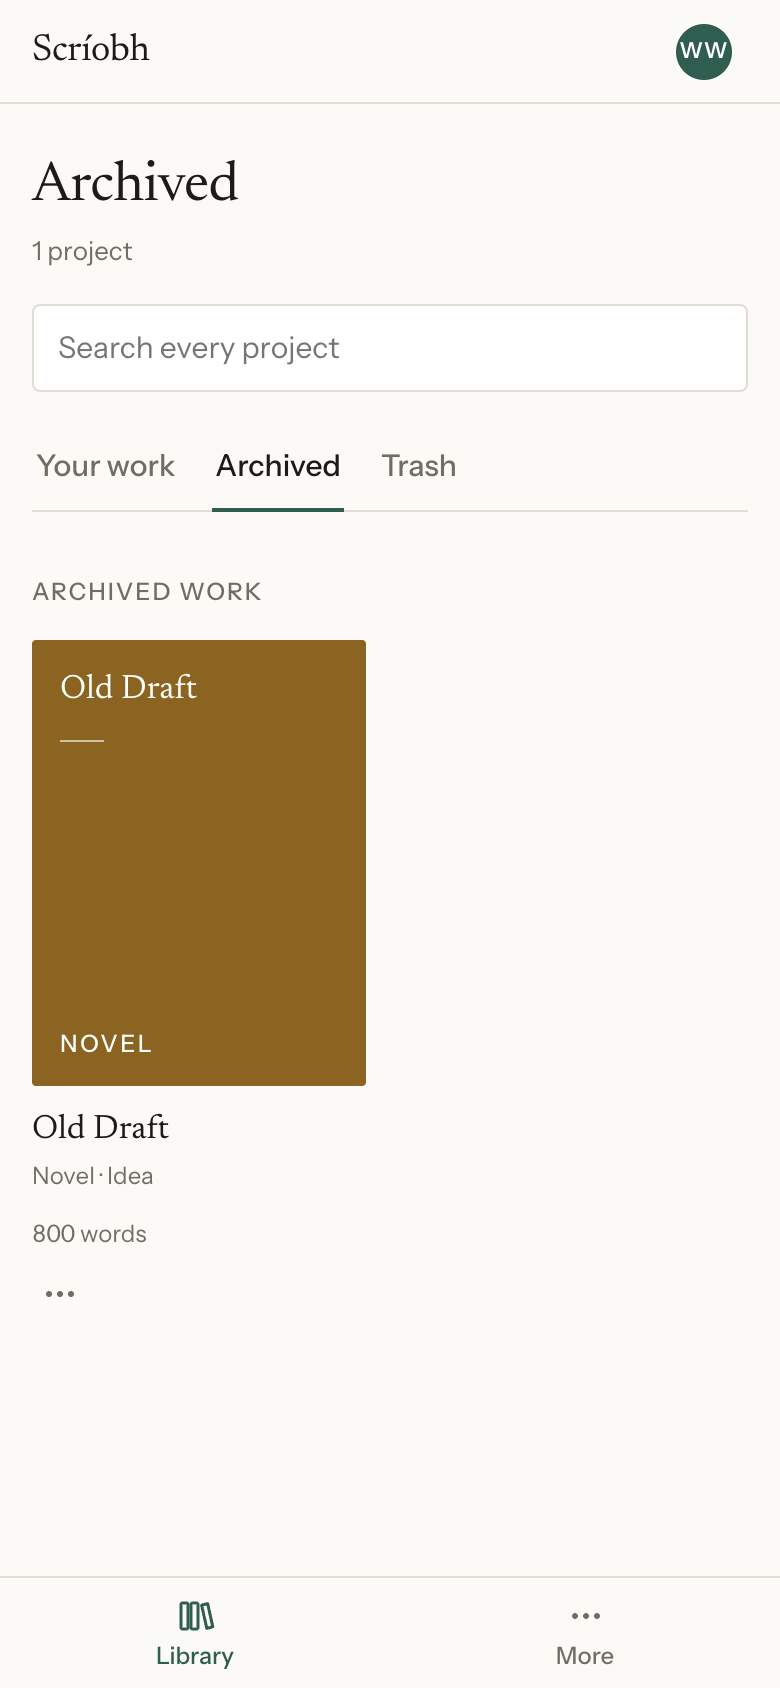 Scríobh
WW
Archived
1 project
Search every project
Your work Archived Trash
ARCHIVED WORK
Old Draft
NOVEL
Old Draft
Novel · Idea
800 words
Library More